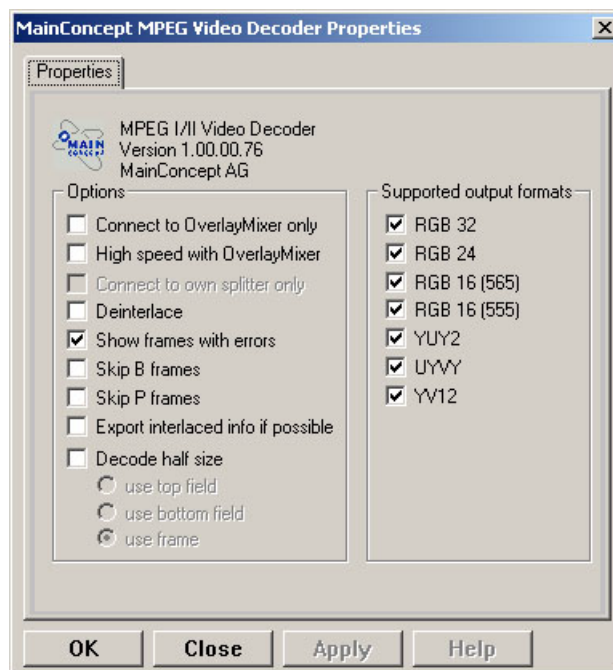 MainConcept MPEG Video Decoder Properties
Properties
MAIN
CONCEPT
MPEG I/II Video Decoder
Version 1.00.00.76
MainConcept AG
Options
Connect to OverlayMixer only
High speed with OverlayMixer
Connect to own splitter only
Deinterlace
Show frames with errors
Skip B frames
Skip P frames
Export interlaced info if possible
Decode half size
use top field
use bottom field
use frame
Supported output formats
RGB 32
RGB 24
RGB 16 (565)
RGB 16 (555)
YUY2
UYVY
YV12
OK
Close
Apply
Help